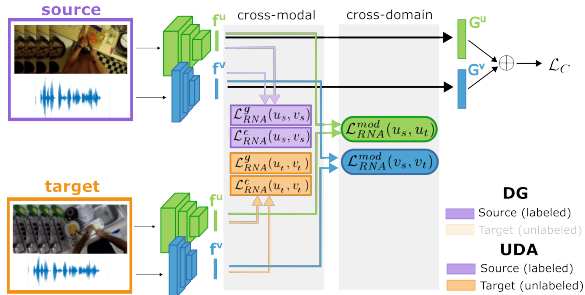 source
f^u
cross-modal
cross-domain
G^u
f^v
G^v
⊕
ℒ_C
ℒ^g_RNA(u_s, v_s)
ℒ^c_RNA(u_s, v_s)
ℒ^g_RNA(u_t, v_t)
ℒ^c_RNA(u_t, v_t)
ℒ^mod_RNA(u_s, u_t)
ℒ^mod_RNA(v_s, v_t)
target
f^u
f^v
DG
Source (labeled)
Target (unlabeled)
UDA
Source (labeled)
Target (unlabeled)